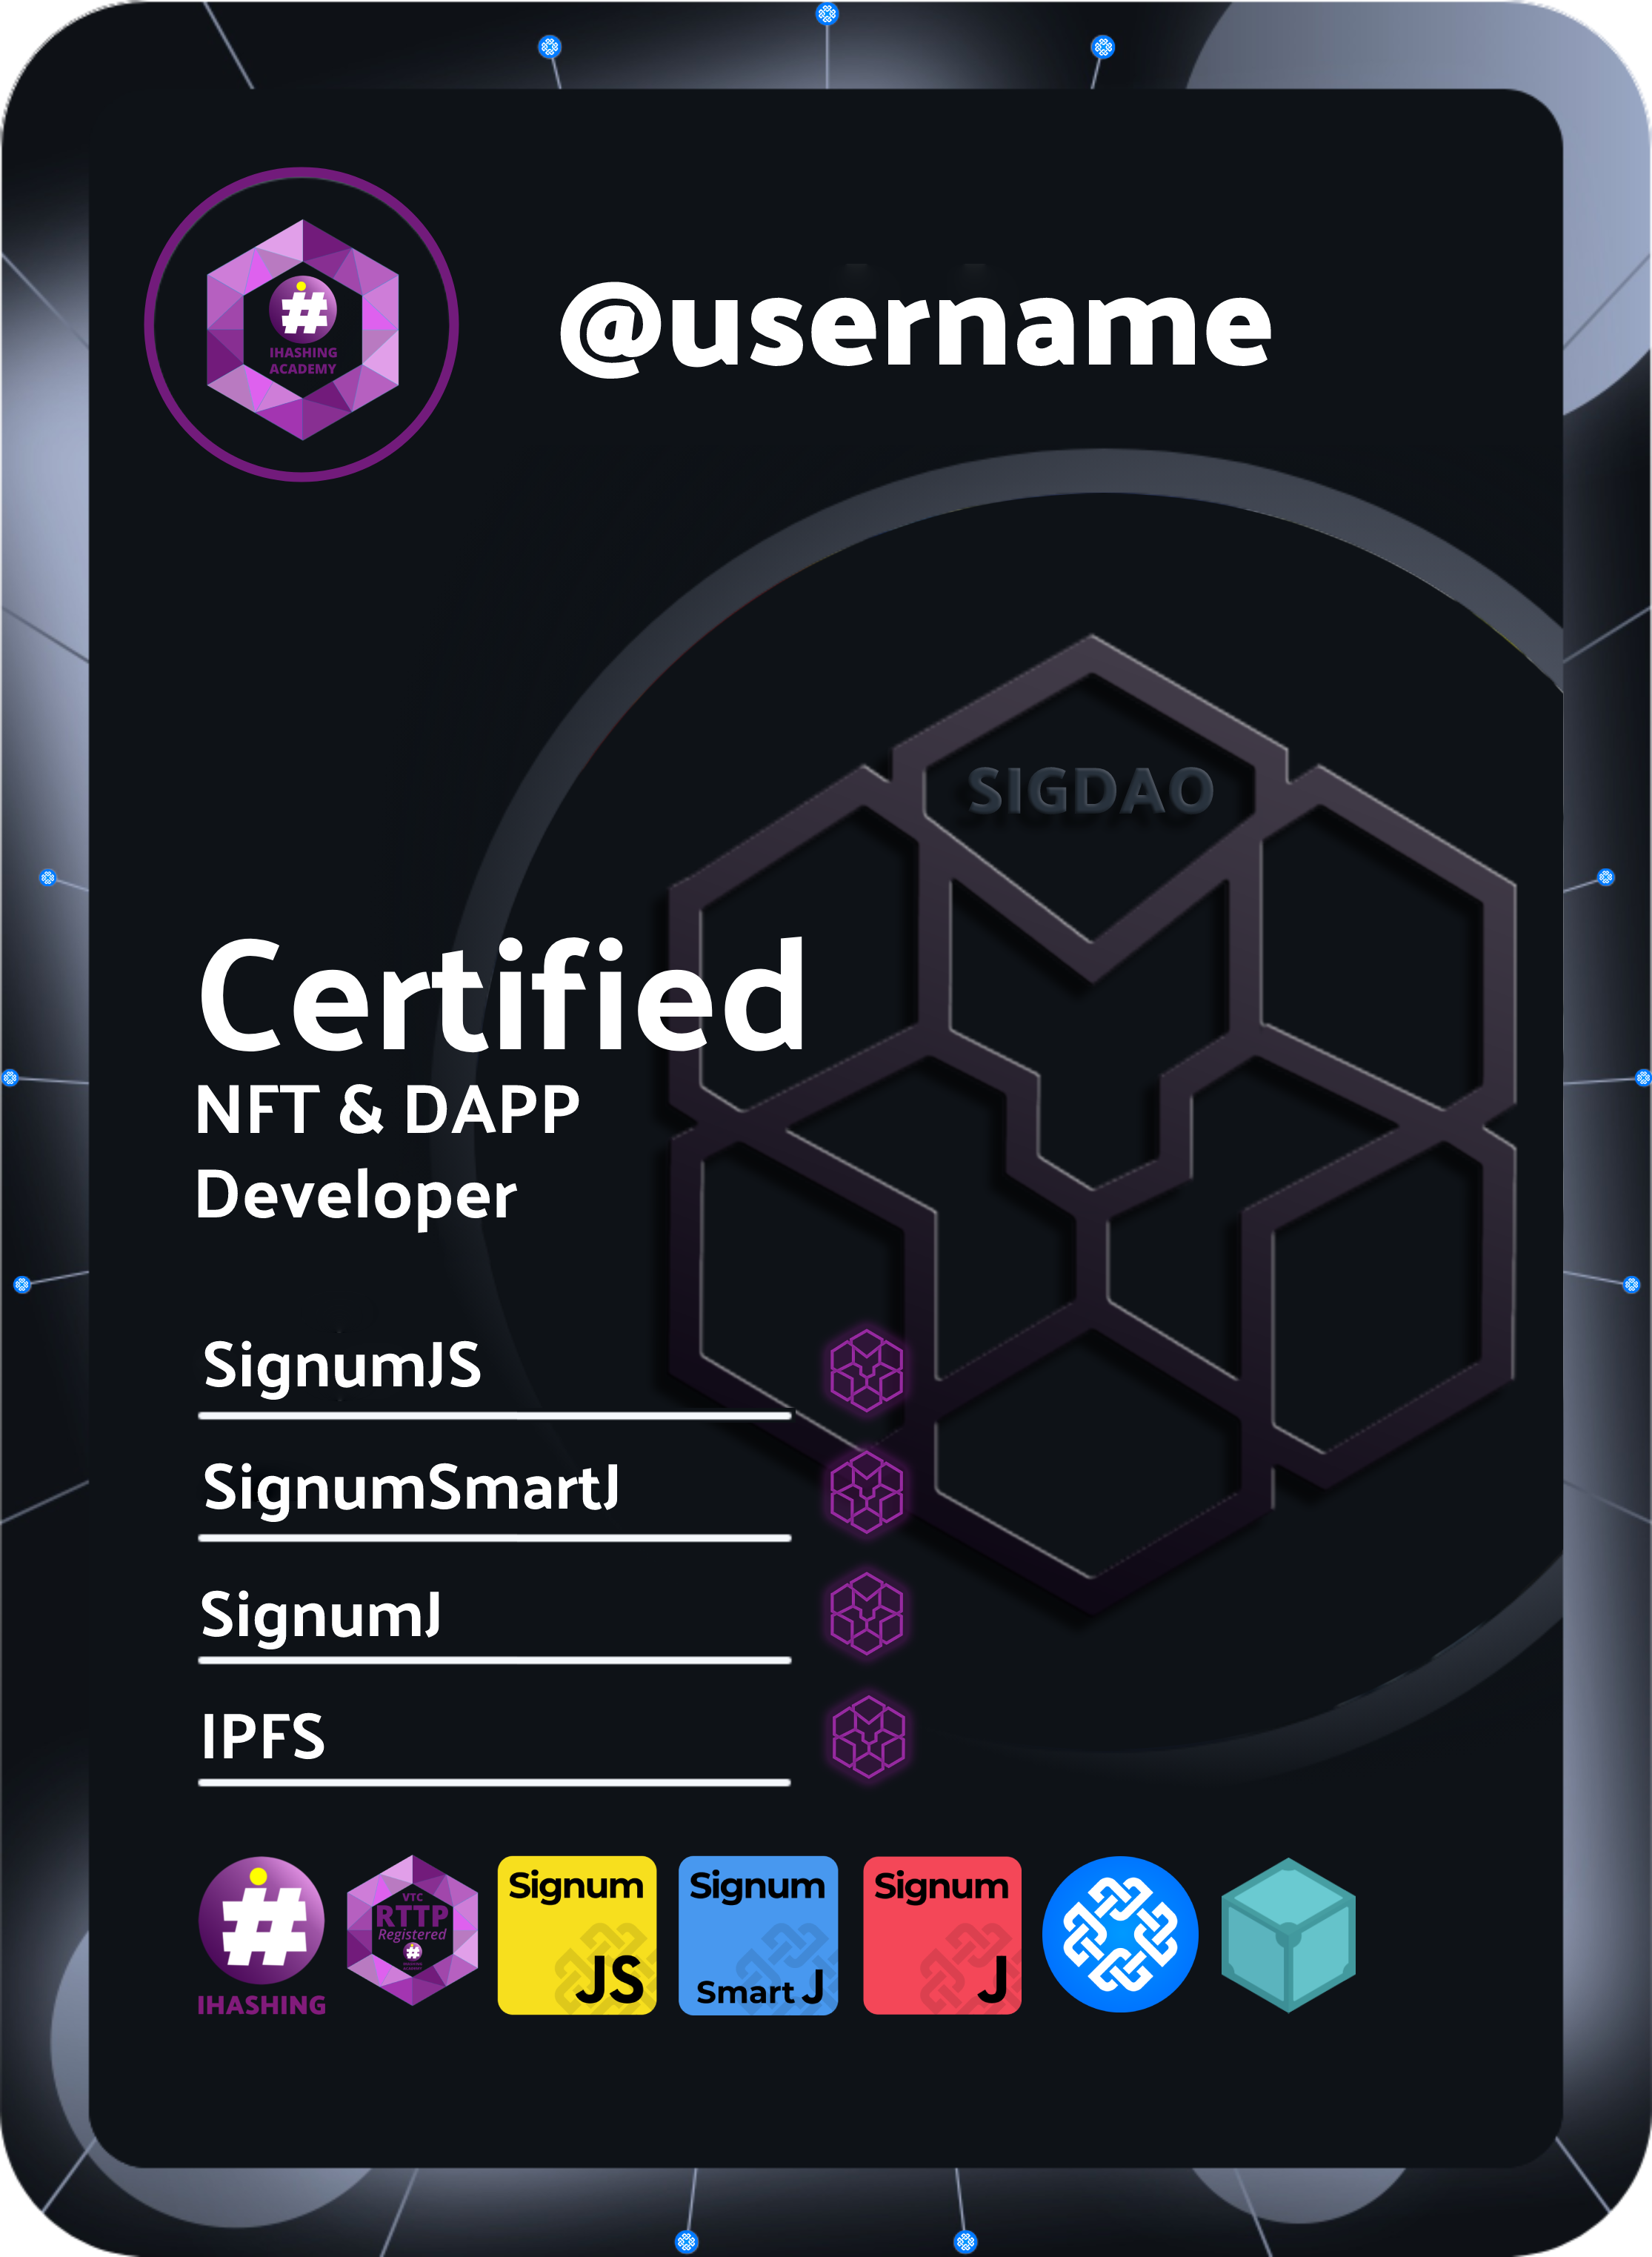 #
IHASHING
ACADEMY
@username
SIGDAO
Certified
NFT & DAPP
Developer
SignumJS
SignumSmartJ
SignumJ
IPFS
#
IHASHING
VTC
RTTP
Registered
Signum
JS
Signum
Smart J
Signum
J